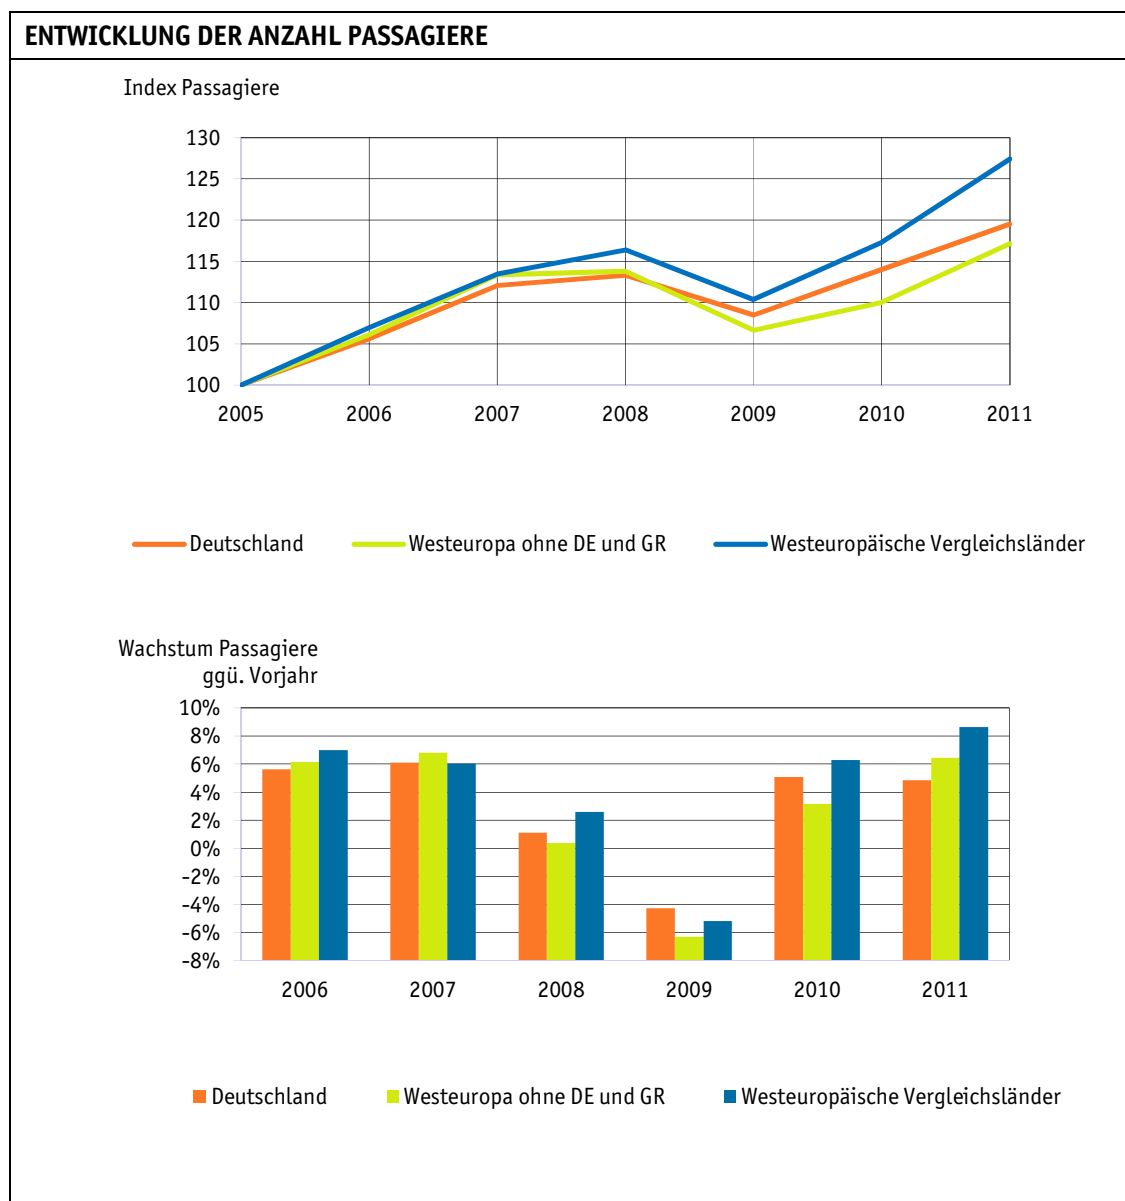 ENTWICKLUNG DER ANZAHL PASSAGIERE
Index Passagiere
130
125
120
115
110
105
100
2005 2006 2007 2008 2009 2010 2011
Deutschland Westeuropa ohne DE und GR Westeuropäische Vergleichsländer
Wachstum Passagiere
ggü. Vorjahr
10%
8%
6%
4%
2%
0%
-2%
-4%
-6%
-8%
2006 2007 2008 2009 2010 2011
Deutschland Westeuropa ohne DE und GR Westeuropäische Vergleichsländer